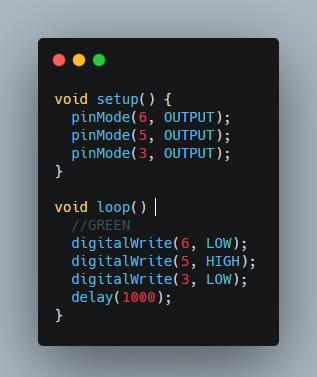 void setup() {
  pinMode(6, OUTPUT);
  pinMode(5, OUTPUT);
  pinMode(3, OUTPUT);
}

void loop()
  //GREEN
  digitalWrite(6, LOW);
  digitalWrite(5, HIGH);
  digitalWrite(3, LOW);
  delay(1000);
}